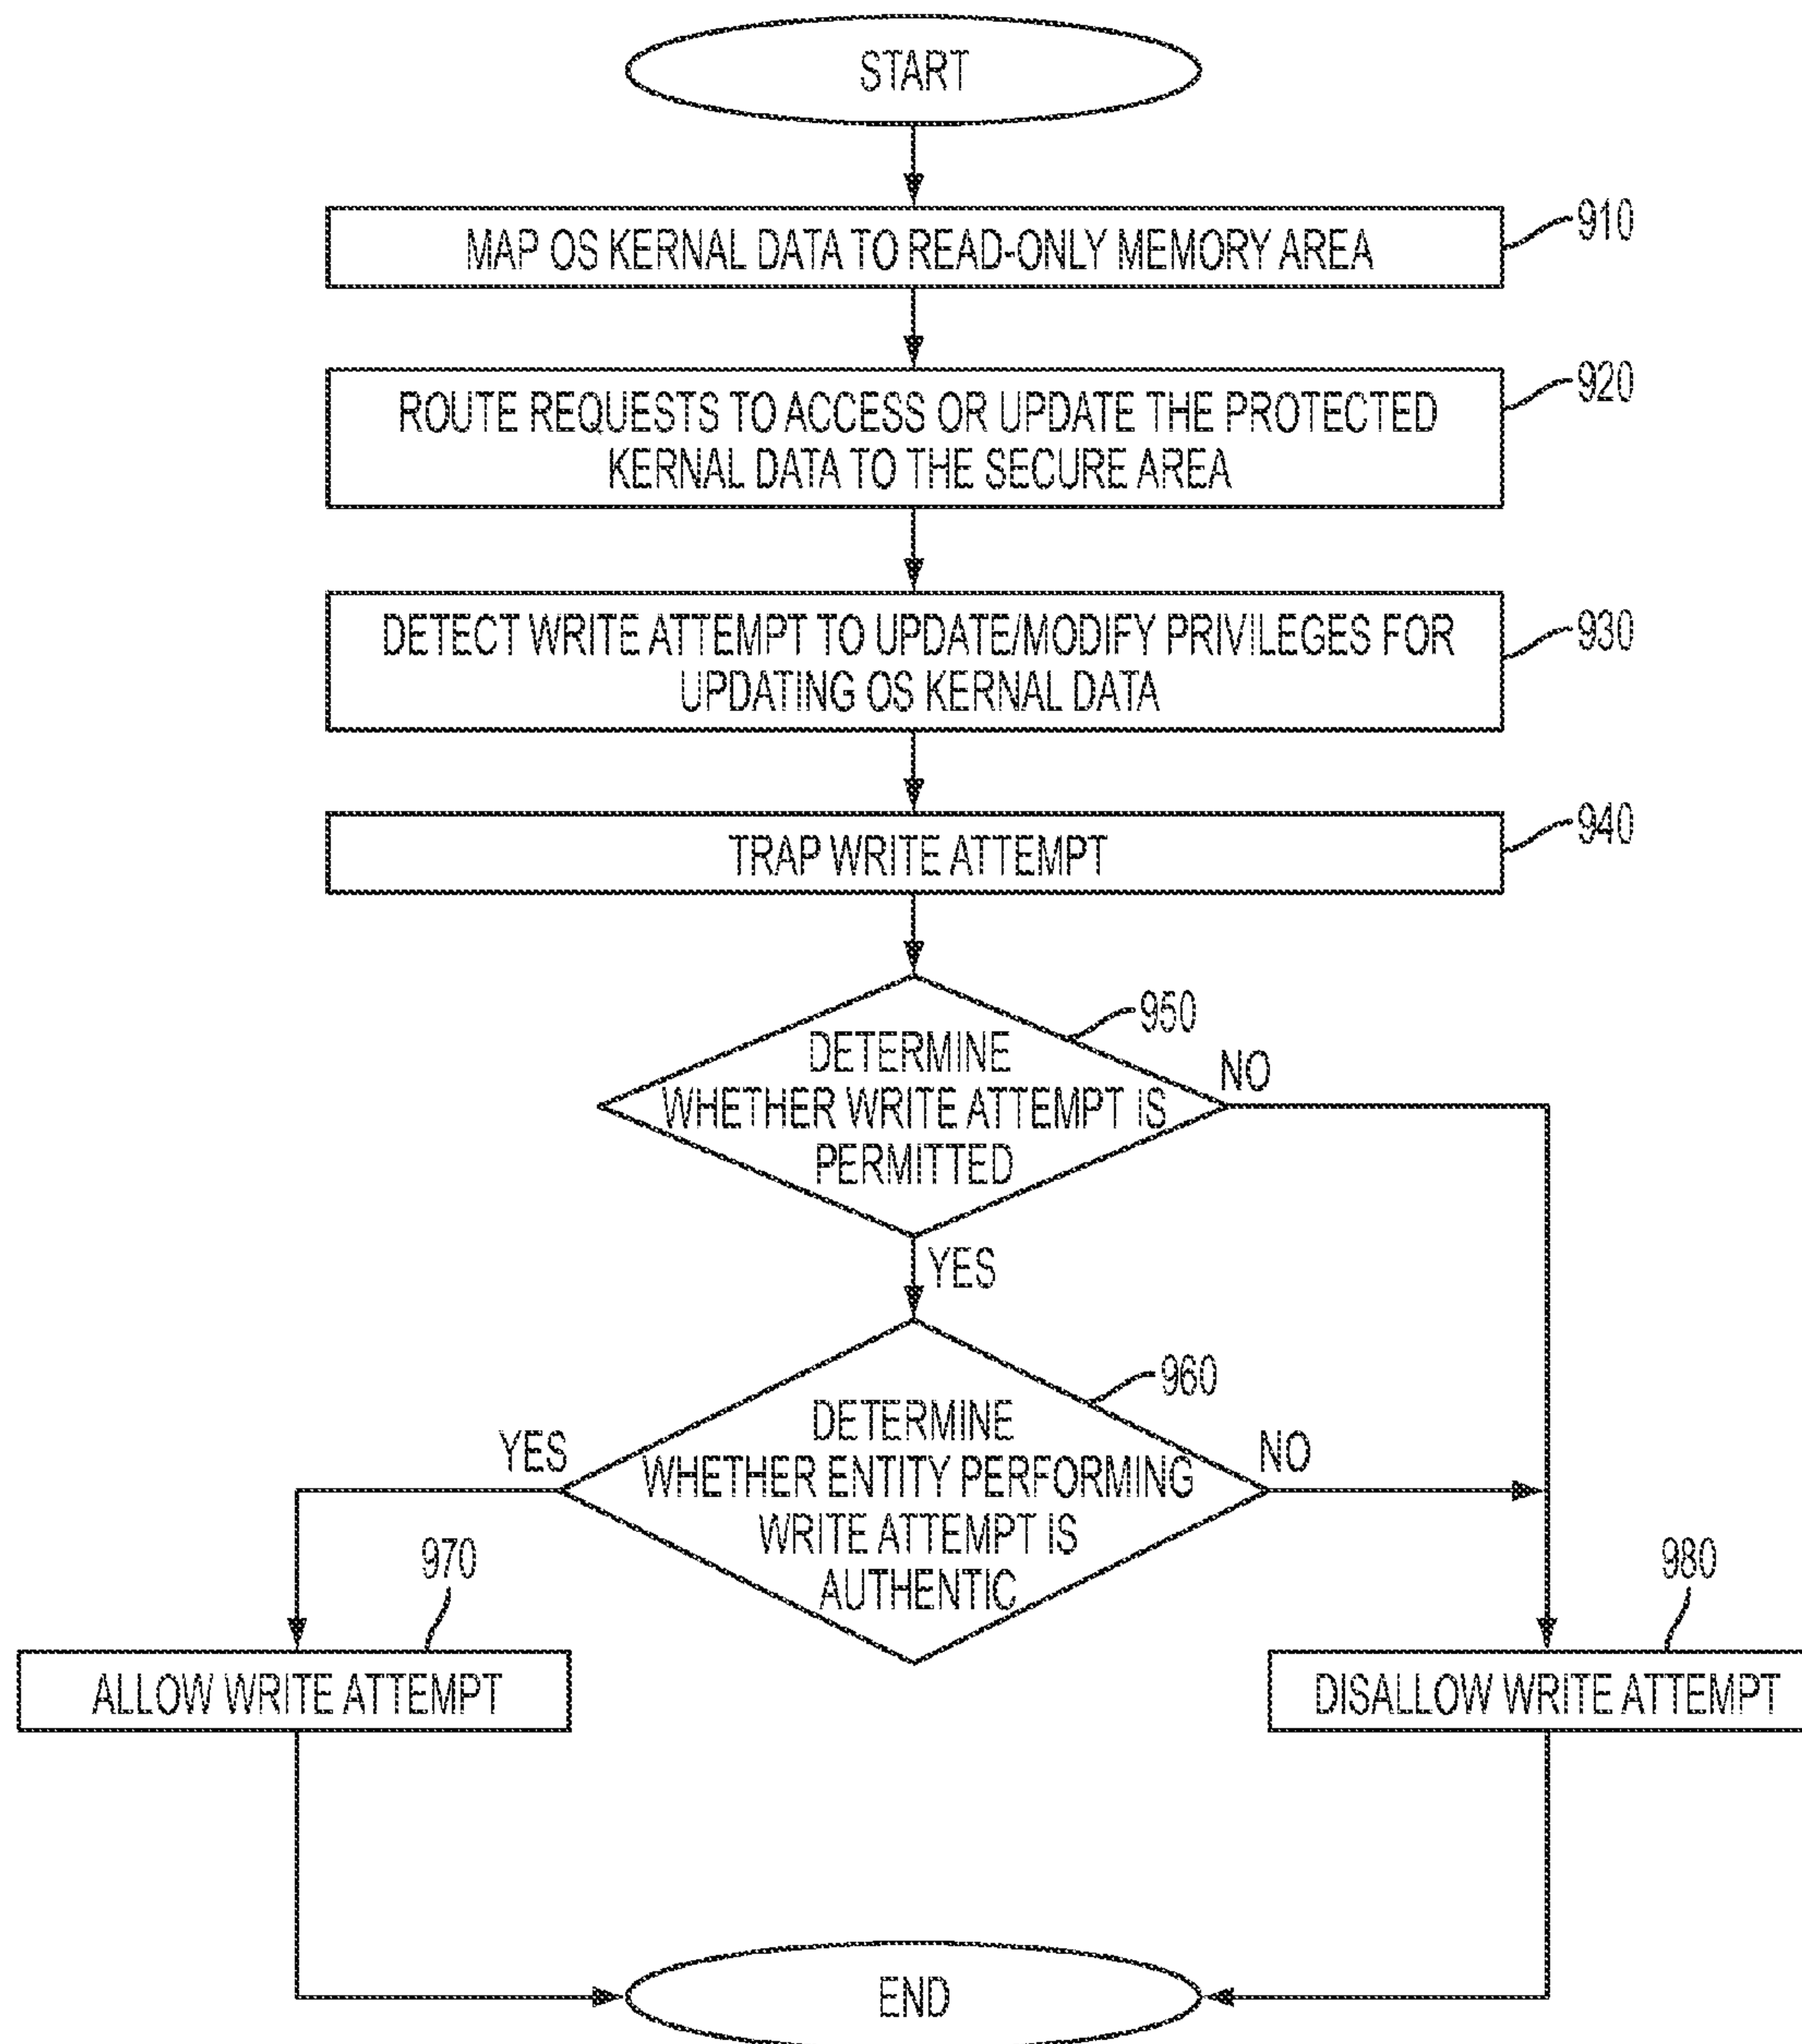 START
MAP OS KERNAL DATA TO READ-ONLY MEMORY AREA
910
ROUTE REQUESTS TO ACCESS OR UPDATE THE PROTECTED
KERNAL DATA TO THE SECURE AREA
920
DETECT WRITE ATTEMPT TO UPDATE/MODIFY PRIVILEGES FOR
UPDATING OS KERNAL DATA
930
TRAP WRITE ATTEMPT
940
DETERMINE
WHETHER WRITE ATTEMPT IS
PERMITTED
950
NO
YES
DETERMINE
WHETHER ENTITY PERFORMING
WRITE ATTEMPT IS
AUTHENTIC
960
YES
NO
970
ALLOW WRITE ATTEMPT
980
DISALLOW WRITE ATTEMPT
END